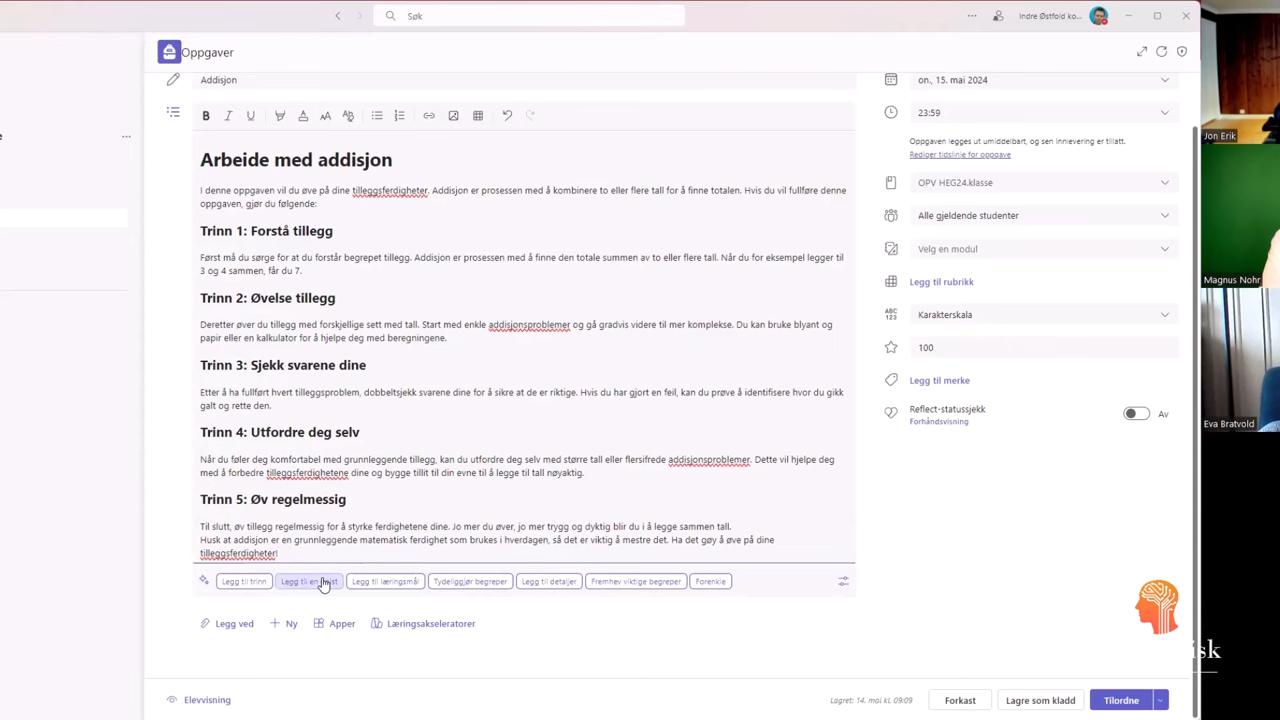 Søk
Indre Østfold ko...
Oppgaver
Addisjon
on., 15. mai 2024
23:59
Oppgaven legges ut umiddelbart, og sen innlevering er tillatt.
Rediger tidslinje for oppgave
OPV HEG24.klasse
Alle gjeldende studenter
Velg en modul
Legg til rubrikk
ABC
123
Karakterskala
100
Legg til merke
Reflect-statussjekk
Forhåndsvisning
Av
Arbeide med addisjon
I denne oppgaven vil du øve på dine tilleggsferdigheter. Addisjon er prosessen med å kombinere to eller flere tall for å finne totalen. Hvis du vil fullføre denne
oppgaven, gjør du følgende:
Trinn 1: Forstå tillegg
Først må du sørge for at du forstår begrepet tillegg. Addisjon er prosessen med å finne den totale summen av to eller flere tall. Når du for eksempel legger til
3 og 4 sammen, får du 7.
Trinn 2: Øvelse tillegg
Deretter øver du tillegg med forskjellige sett med tall. Start med enkle addisjonsproblemer og gå gradvis videre til mer komplekse. Du kan bruke blyant og
papir eller en kalkulator for å hjelpe deg med beregningene.
Trinn 3: Sjekk svarene dine
Etter å ha fullført hvert tilleggsproblem, dobbeltsjekk svarene dine for å sikre at de er riktige. Hvis du har gjort en feil, kan du prøve å identifisere hvor du gikk
galt og rette den.
Trinn 4: Utfordre deg selv
Når du føler deg komfortabel med grunnleggende tillegg, kan du utfordre deg selv med større tall eller flersifrede addisjonsproblemer. Dette vil hjelpe deg
med å forbedre tilleggsferdighetene dine og bygge tillit til din evne til å legge til tall nøyaktig.
Trinn 5: Øv regelmessig
Til slutt, øv tillegg regelmessig for å styrke ferdighetene dine. Jo mer du øver, jo mer trygg og dyktig blir du i å legge sammen tall.
Husk at addisjon er en grunnleggende matematisk ferdighet som brukes i hverdagen, så det er viktig å mestre det. Ha det gøy å øve på dine
tilleggsferdigheter!
Legg til trinn
Legg til en
Legg til læringsmål
Tydeliggjør begreper
Legg til detaljer
Fremhev viktige begreper
Forenkle
Legg ved
Ny
Apper
Læringsakseleratorer
Elevvisning
Lagret: 14. mai kl. 09:09
Forkast
Lagre som kladd
Tilordne
Jon Erik
Magnus Nohr
Eva Bratvold
isk